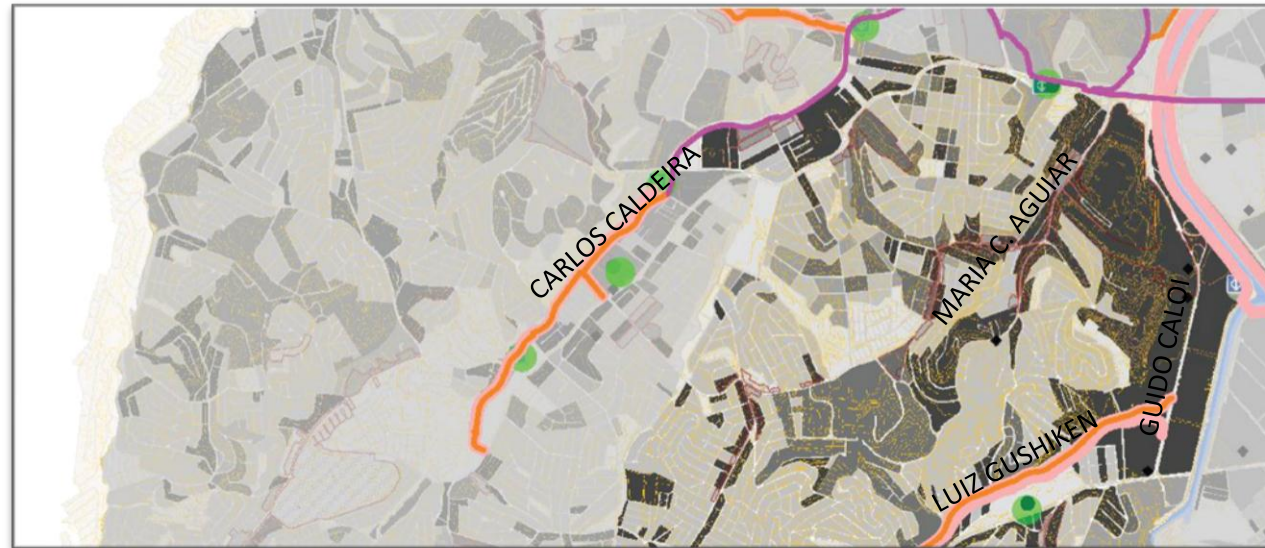 CARLOS CALDEIRA
MARIA C. AGUIAR
GUIDO CALOI
LUIZ GUSHIKEN